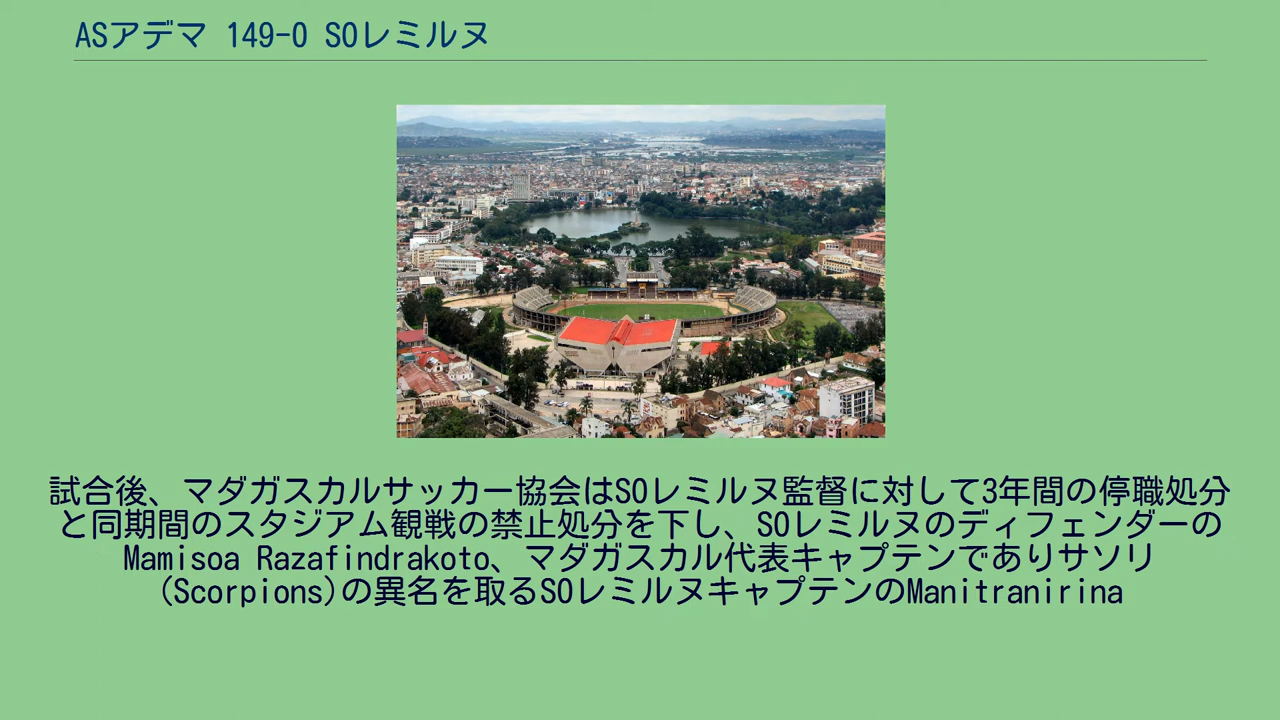 ASアデマ 149-0 SOレミルヌ
試合後、マダガスカルサッカー協会はSOレミルヌ監督に対して3年間の停職処分
と同期間のスタジアム観戦の禁止処分を下し、SOレミルヌのディフェンダーの
Mamisoa Razafindrakoto、マダガスカル代表キャプテンでありサソリ
(Scorpions)の異名を取るSOレミルヌキャプテンのManitranirina